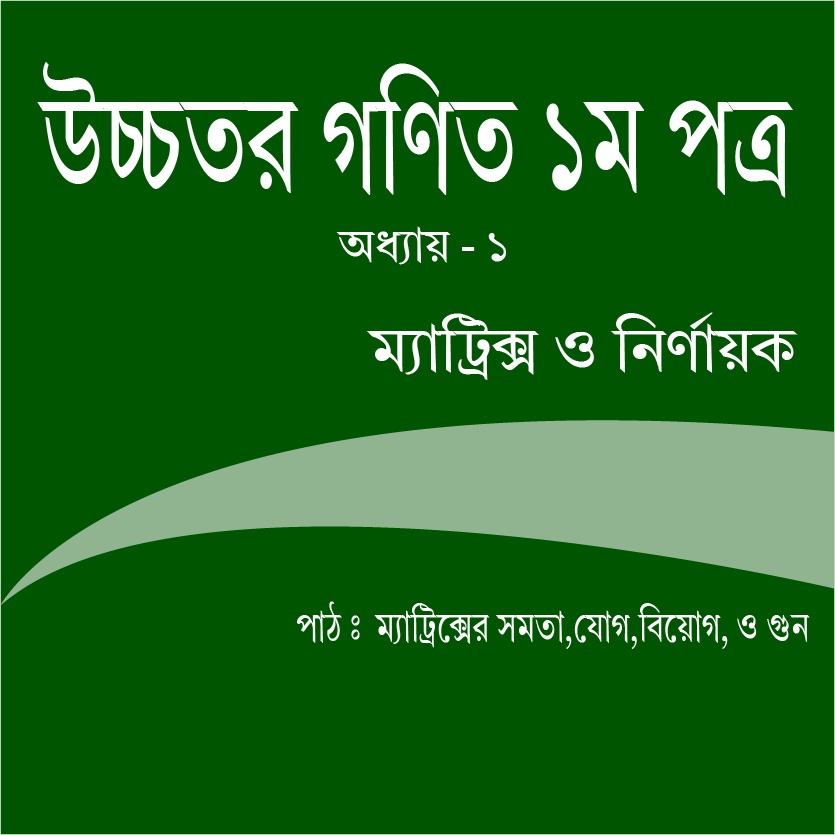 উচ্চতর গণিত ১ম পত্র
অধ্যায় - ১
ম্যাট্রিক্স ও নির্ণায়ক
পাঠ ঃ ম্যাট্রিক্সের সমতা,যোগ,বিয়োগ, ও গুন